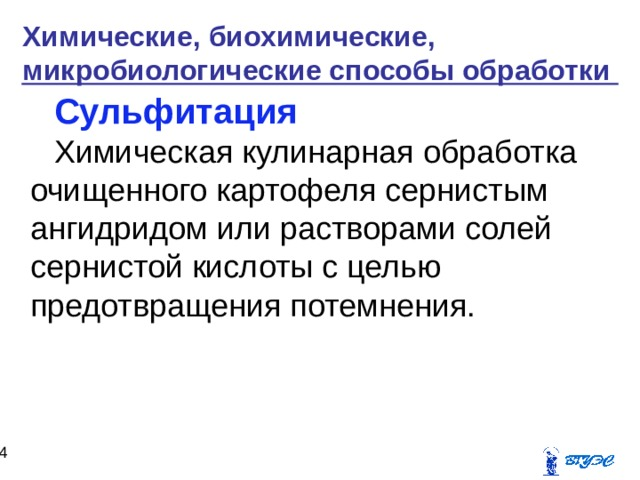 Химические, биохимические,
микробиологические способы обработки
Сульфитация
Химическая кулинарная обработка
очищенного картофеля сернистым
ангидридом или растворами солей
сернистой кислоты с целью
предотвращения потемнения.
4
ВГУЭС